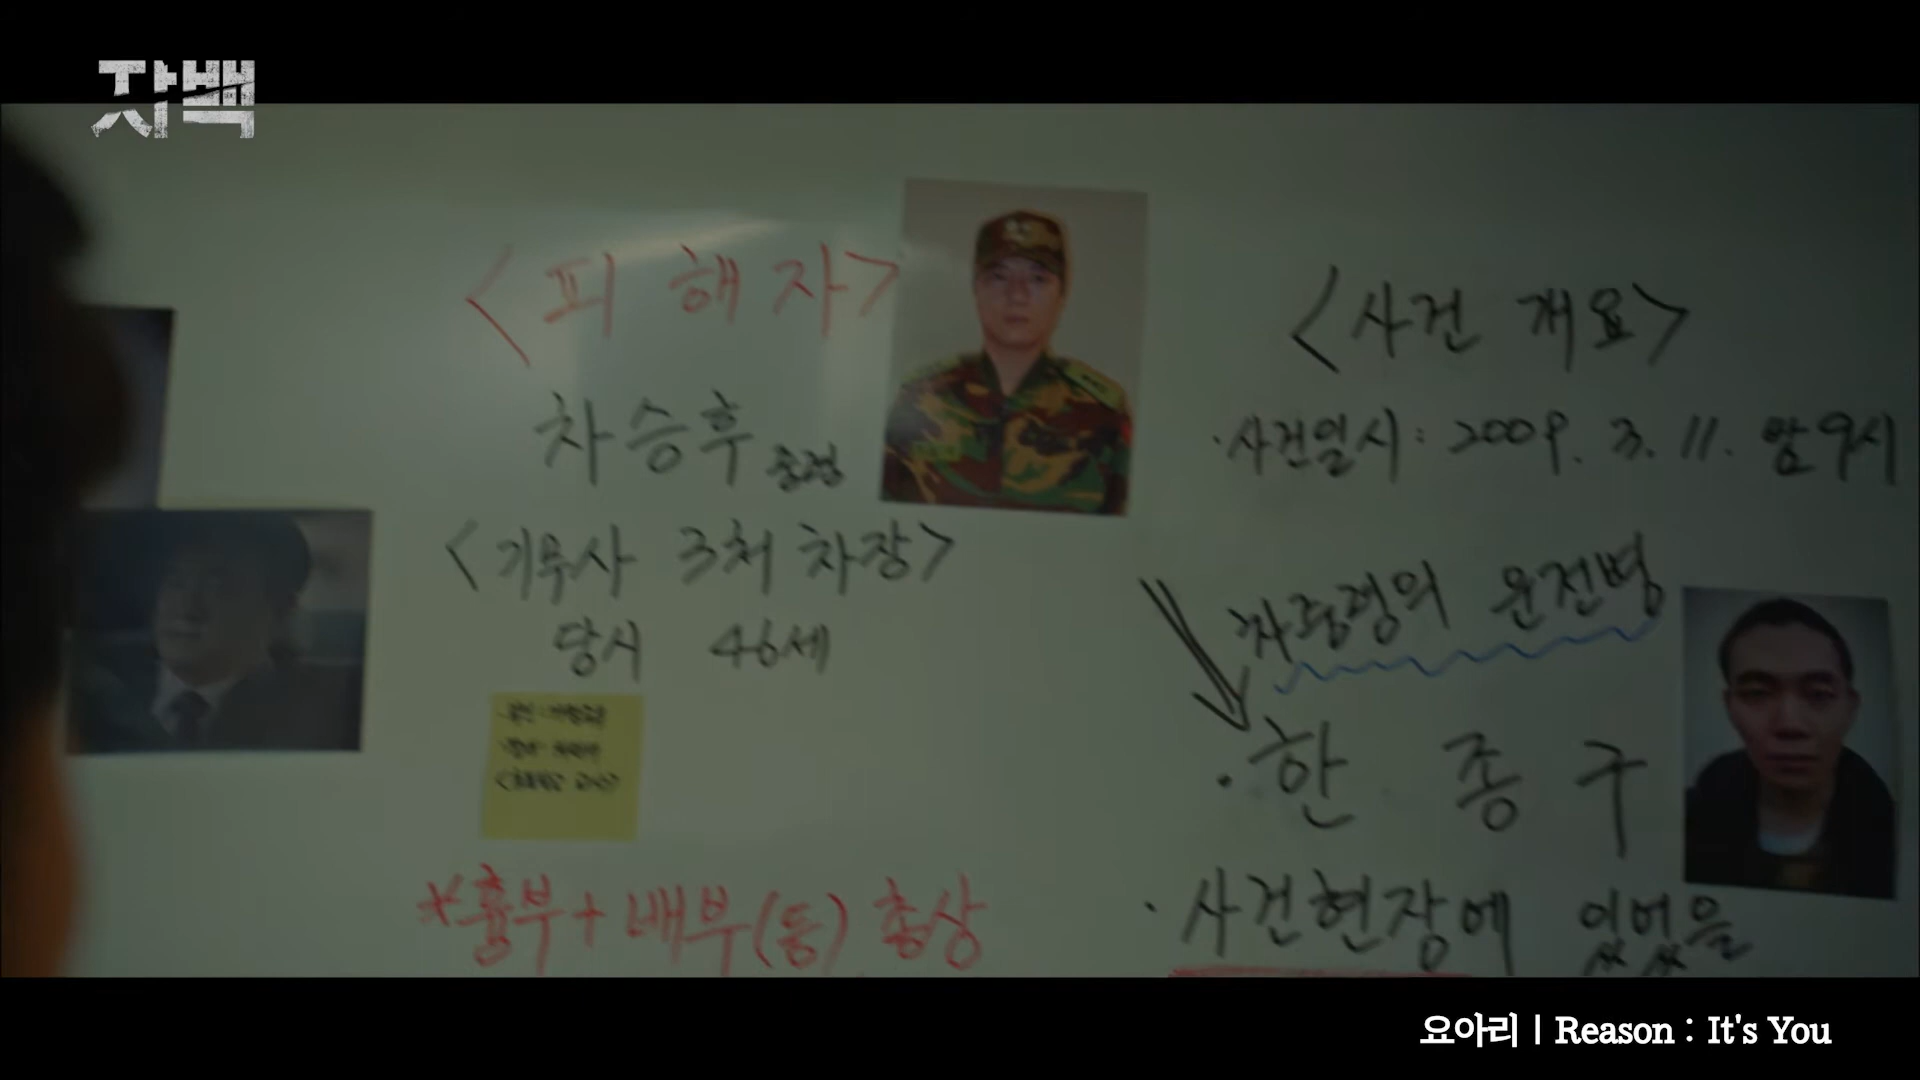 자백
<피해자>
차승후 중령
<기무사 3처 차장>
당시 46세
*흉부+배부(등) 총상
<사건 개요>
·사건일시: 2009. 3. 11. 밤 9시
차중령의 운전병
·한종구
·사건현장에 있었을
요아리 | Reason : It's You